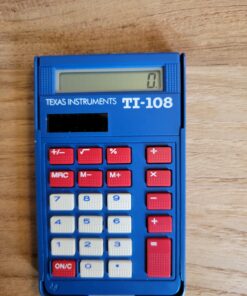 0
TEXAS INSTRUMENTS TI-108
+/− √ % ÷
MRC M− M+ ×
7 8 9 −
4 5 6 +
1 2 3 =
ON/C 0 .